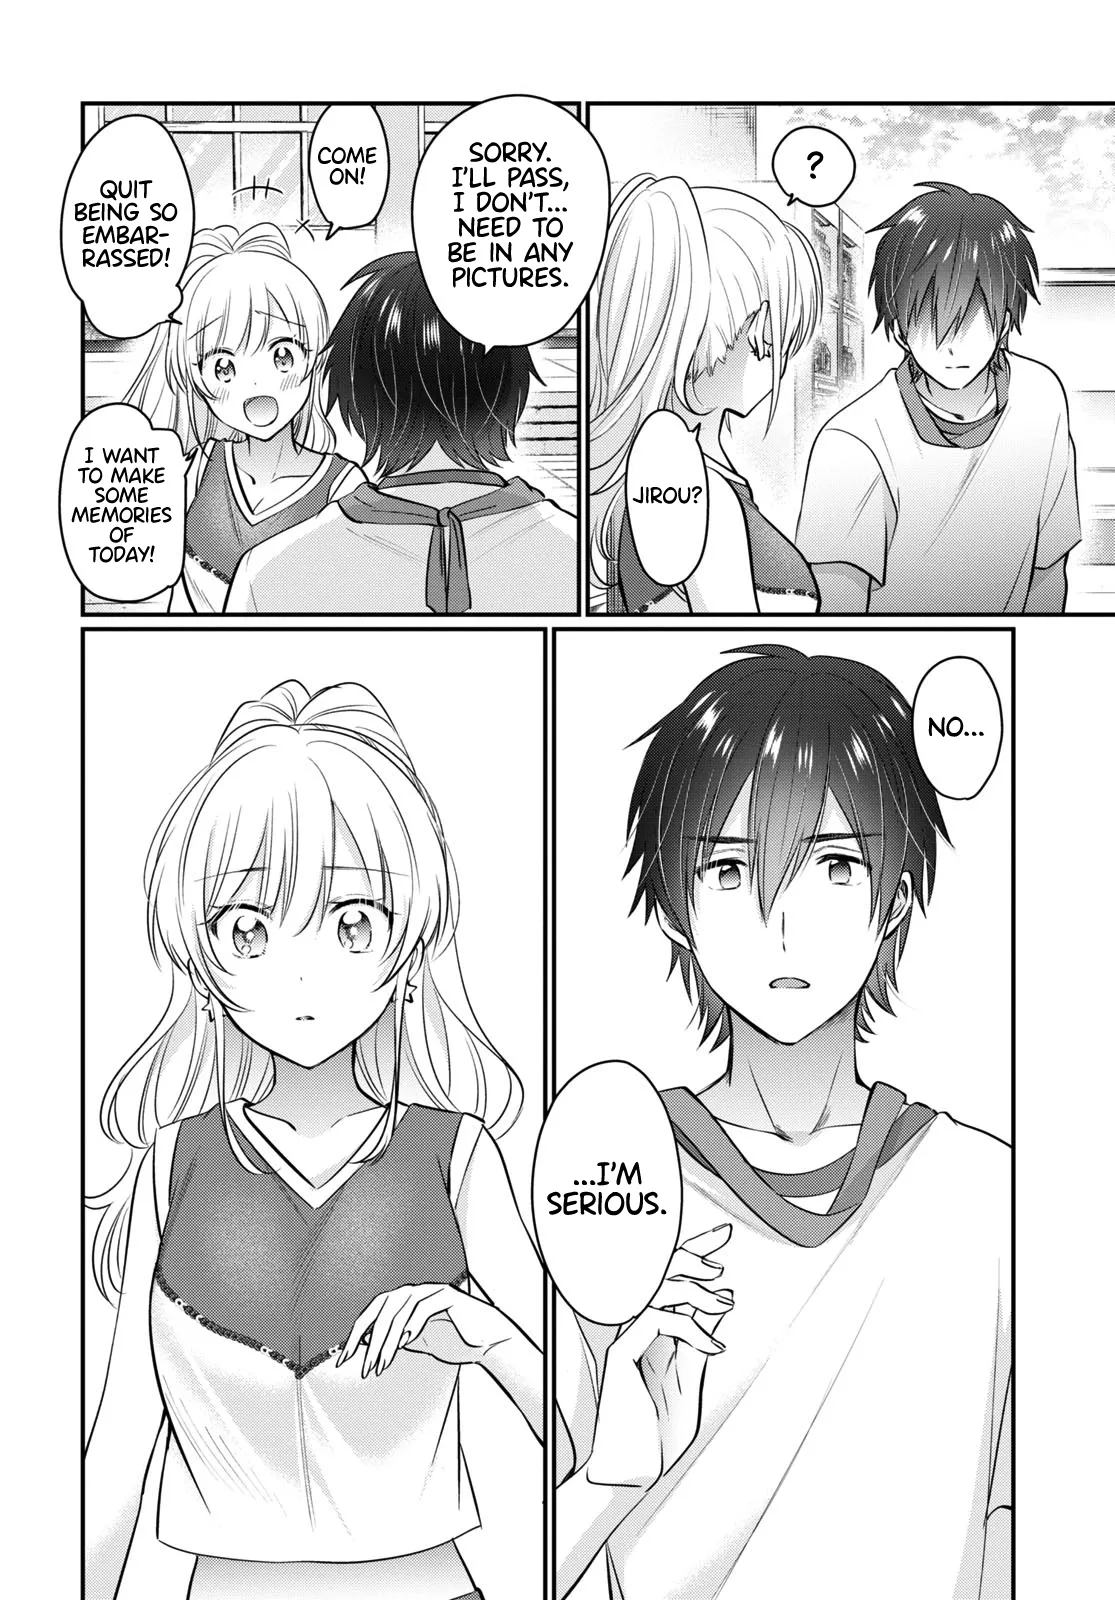 ?
JIROU?
SORRY.
I'LL PASS,
I DON'T...
NEED TO
BE IN ANY
PICTURES.
COME
ON!
QUIT
BEING SO
EMBAR-
RASSED!
I WANT
TO MAKE
SOME
MEMORIES
OF
TODAY!
NO...
...I'M
SERIOUS.